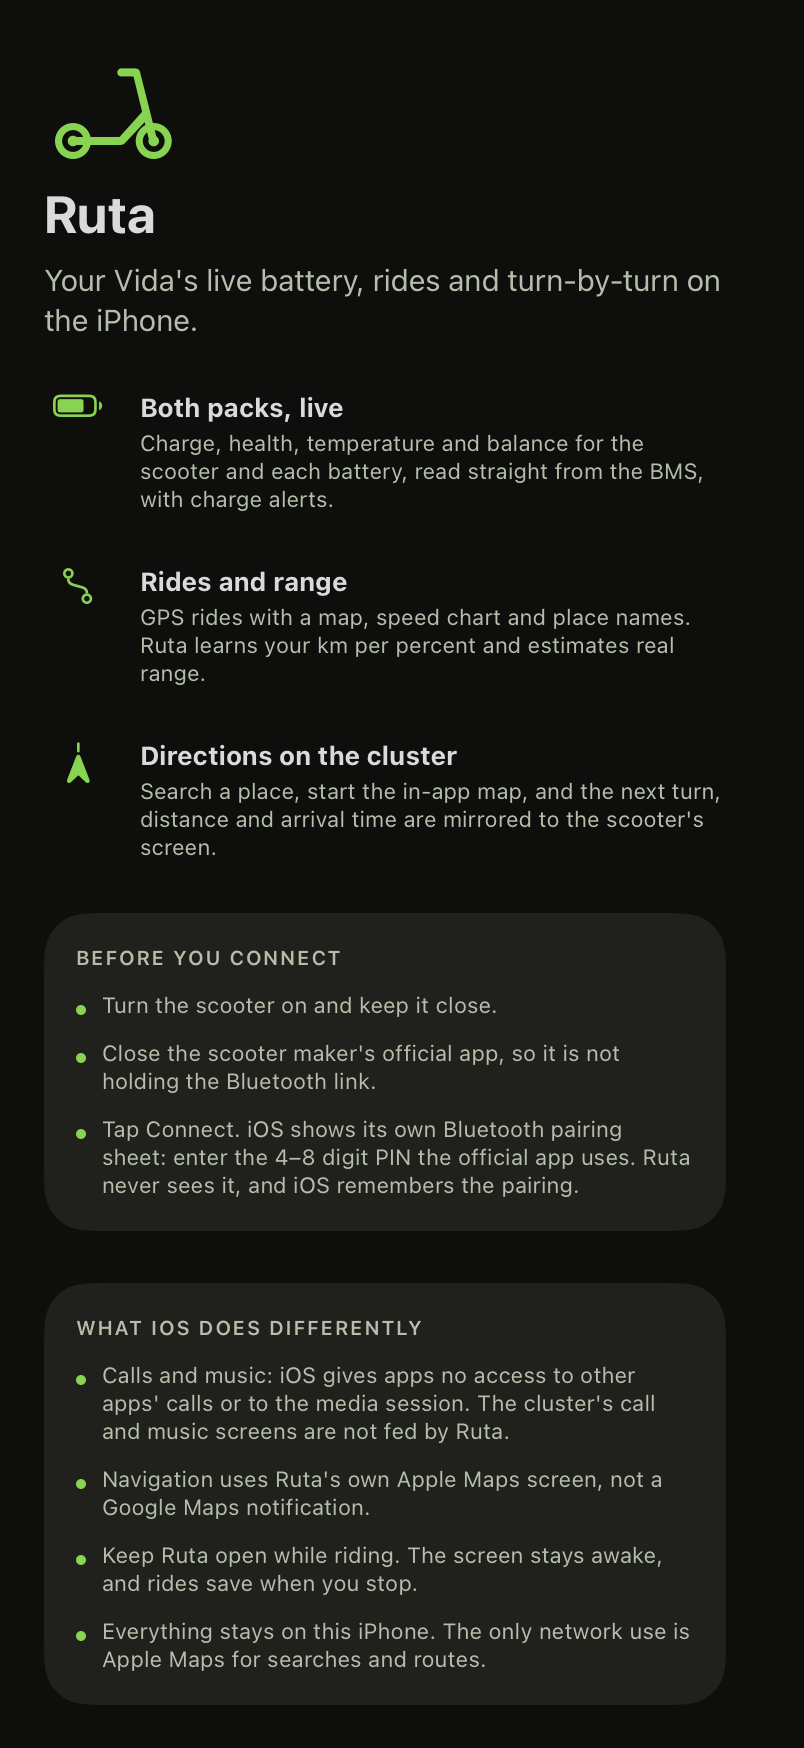 Ruta
Your Vida's live battery, rides and turn-by-turn on
the iPhone.
Both packs, live
Charge, health, temperature and balance for the
scooter and each battery, read straight from the BMS,
with charge alerts.
Rides and range
GPS rides with a map, speed chart and place names.
Ruta learns your km per percent and estimates real
range.
Directions on the cluster
Search a place, start the in-app map, and the next turn,
distance and arrival time are mirrored to the scooter's
screen.
BEFORE YOU CONNECT
Turn the scooter on and keep it close.
Close the scooter maker's official app, so it is not
holding the Bluetooth link.
Tap Connect. iOS shows its own Bluetooth pairing
sheet: enter the 4–8 digit PIN the official app uses. Ruta
never sees it, and iOS remembers the pairing.
WHAT IOS DOES DIFFERENTLY
Calls and music: iOS gives apps no access to other
apps' calls or to the media session. The cluster's call
and music screens are not fed by Ruta.
Navigation uses Ruta's own Apple Maps screen, not a
Google Maps notification.
Keep Ruta open while riding. The screen stays awake,
and rides save when you stop.
Everything stays on this iPhone. The only network use is
Apple Maps for searches and routes.